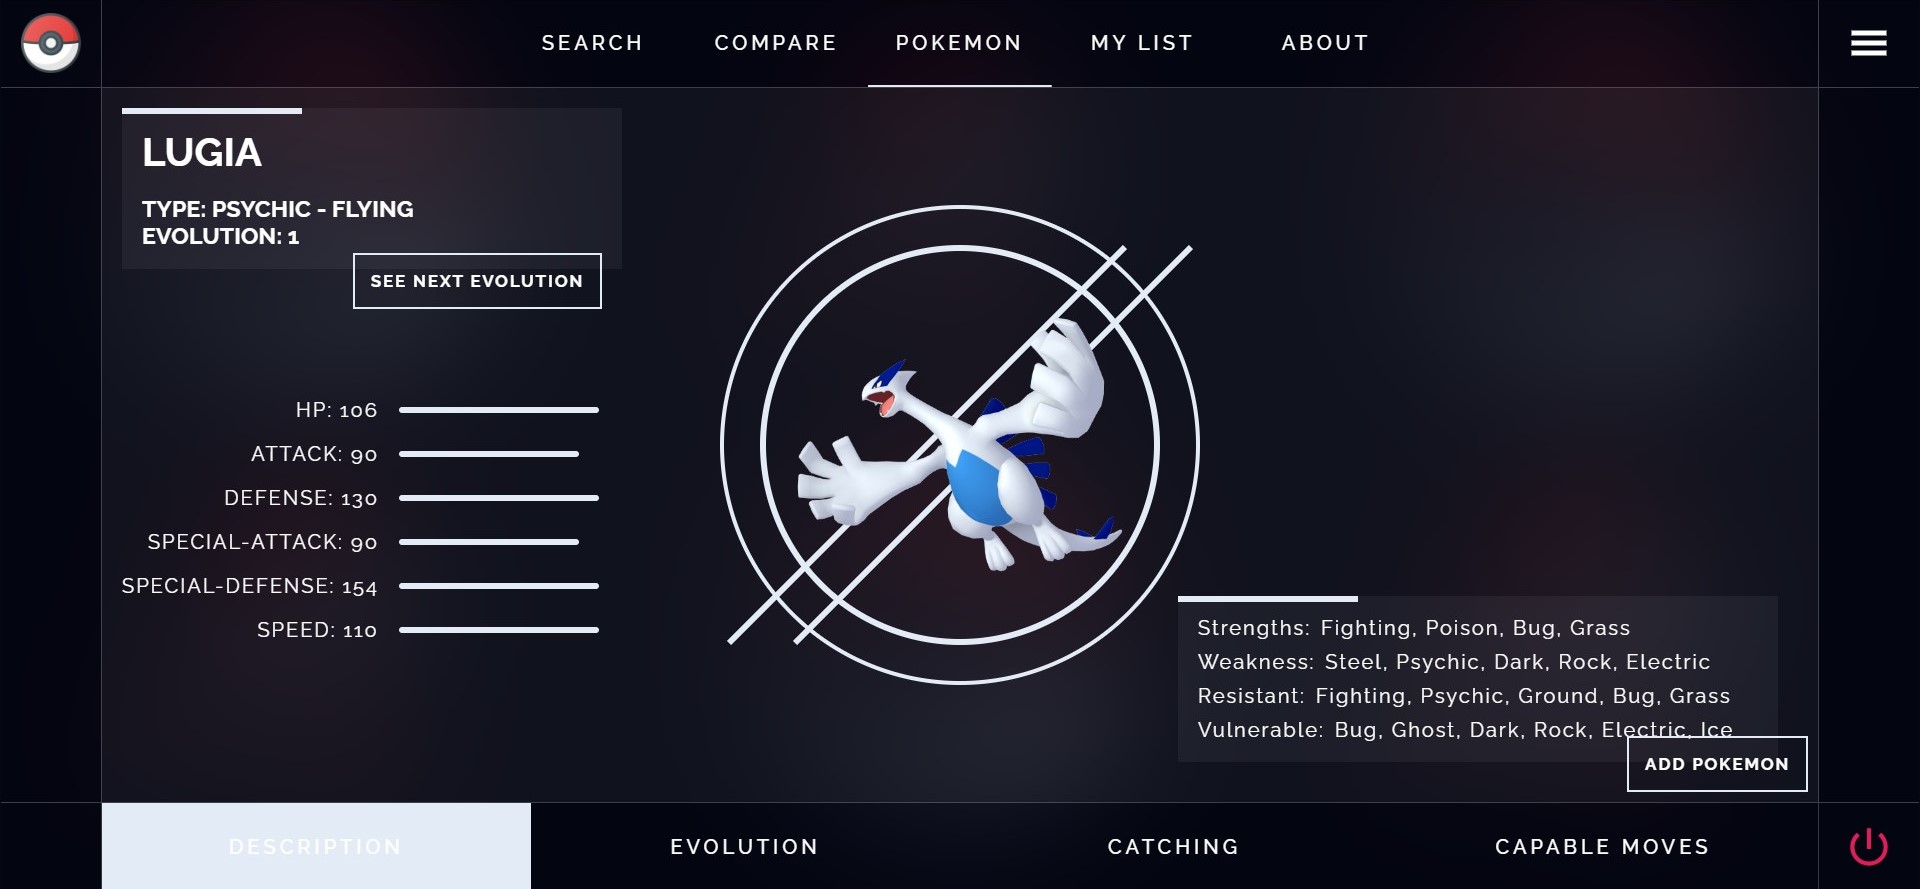 SEARCH COMPARE POKEMON MY LIST ABOUT
LUGIA
TYPE: PSYCHIC - FLYING
EVOLUTION: 1
SEE NEXT EVOLUTION
HP: 106
ATTACK: 90
DEFENSE: 130
SPECIAL-ATTACK: 90
SPECIAL-DEFENSE: 154
SPEED: 110
Strengths: Fighting, Poison, Bug, Grass
Weakness: Steel, Psychic, Dark, Rock, Electric
Resistant: Fighting, Psychic, Ground, Bug, Grass
Vulnerable: Bug, Ghost, Dark, Rock, Electric, Ice
ADD POKEMON
DESCRIPTION EVOLUTION CATCHING CAPABLE MOVES